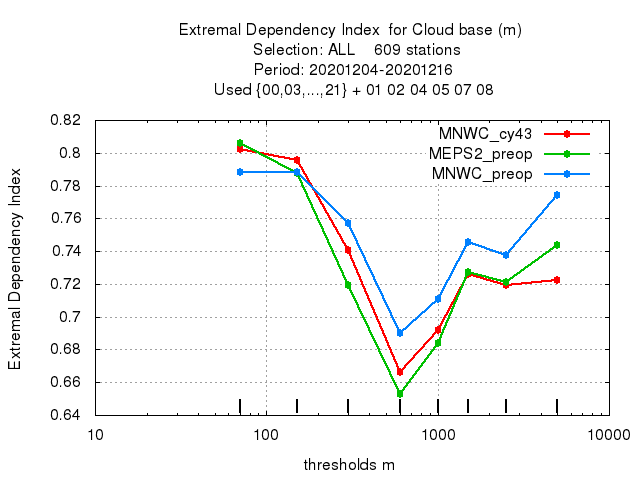 Extremal Dependency Index  for Cloud base (m)
Selection: ALL    609 stations
Period: 20201204-20201216
Used {00,03,...,21} + 01 02 04 05 07 08
MNWC_cy43
MEPS2_preop
MNWC_preop
0.82
0.8
0.78
0.76
0.74
0.72
0.7
0.68
0.66
0.64
Extremal Dependency Index
10 100 1000 10000
thresholds m